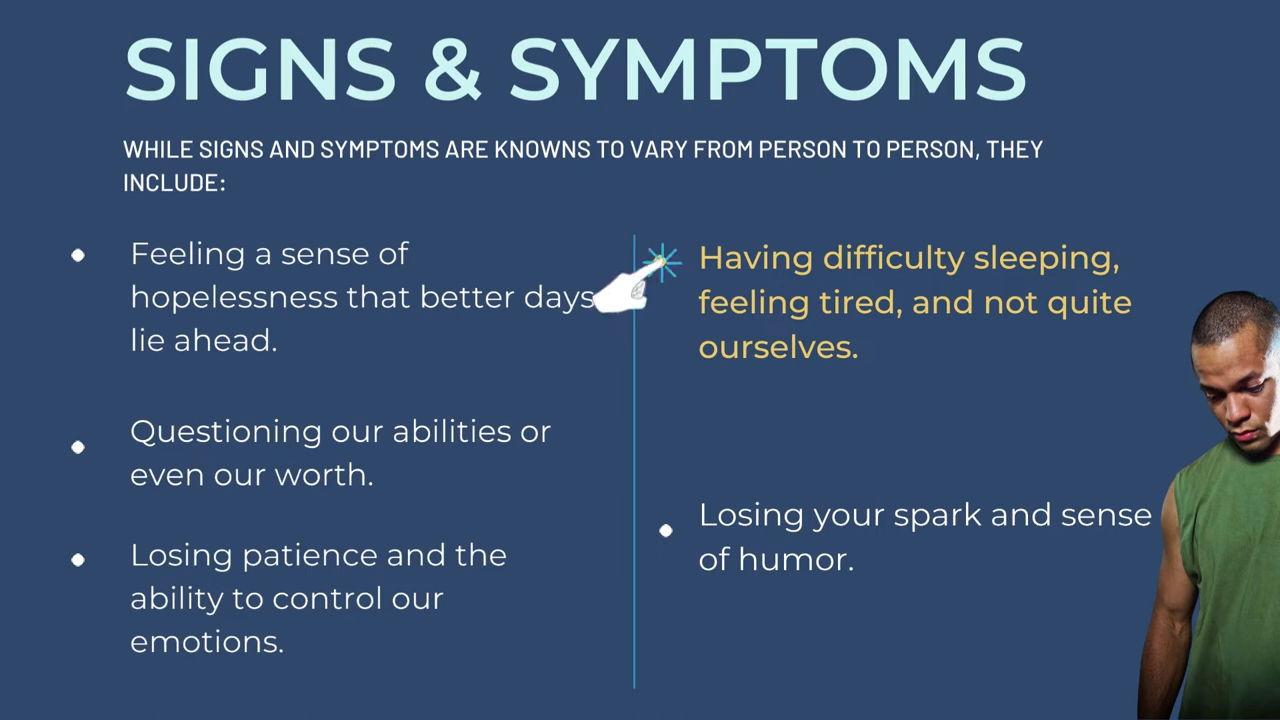 SIGNS & SYMPTOMS
WHILE SIGNS AND SYMPTOMS ARE KNOWNS TO VARY FROM PERSON TO PERSON, THEY
INCLUDE:
Feeling a sense of
hopelessness that better days
lie ahead.
Questioning our abilities or
even our worth.
Losing patience and the
ability to control our
emotions.
Having difficulty sleeping,
feeling tired, and not quite
ourselves.
Losing your spark and sense
of humor.